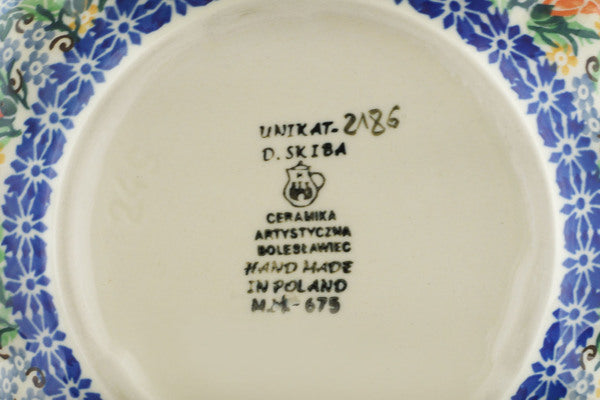 UNIKAT-2186
D. SKIBA
CERAMIKA
ARTYSTYCZNA
BOLESŁAWIEC
HAND MADE
IN POLAND